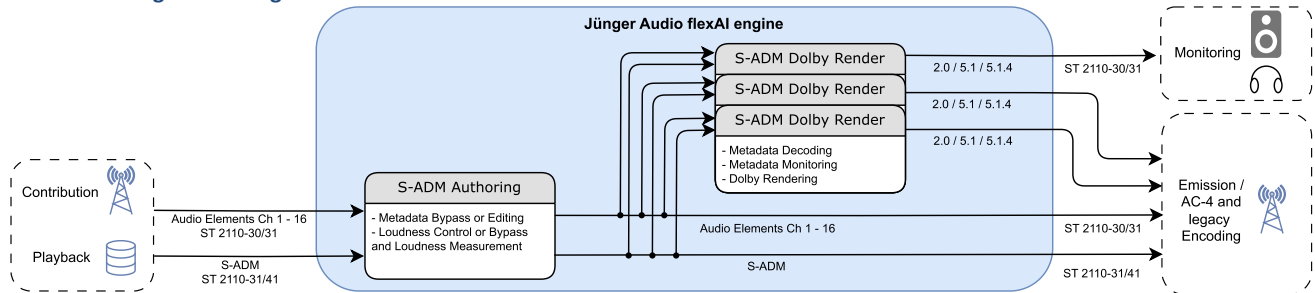 Jünger Audio flexAI engine
S-ADM Dolby Render
S-ADM Dolby Render
S-ADM Dolby Render
- Metadata Decoding
- Metadata Monitoring
- Dolby Rendering
2.0 / 5.1 / 5.1.4
2.0 / 5.1 / 5.1.4
2.0 / 5.1 / 5.1.4
ST 2110-30/31
Monitoring
Contribution
Playback
Audio Elements Ch 1 - 16
ST 2110-30/31
S-ADM
ST 2110-31/41
S-ADM Authoring
- Metadata Bypass or Editing
- Loudness Control or Bypass
and Loudness Measurement
Audio Elements Ch 1 - 16
S-ADM
ST 2110-30/31
ST 2110-31/41
Emission /
AC-4 and
legacy
Encoding